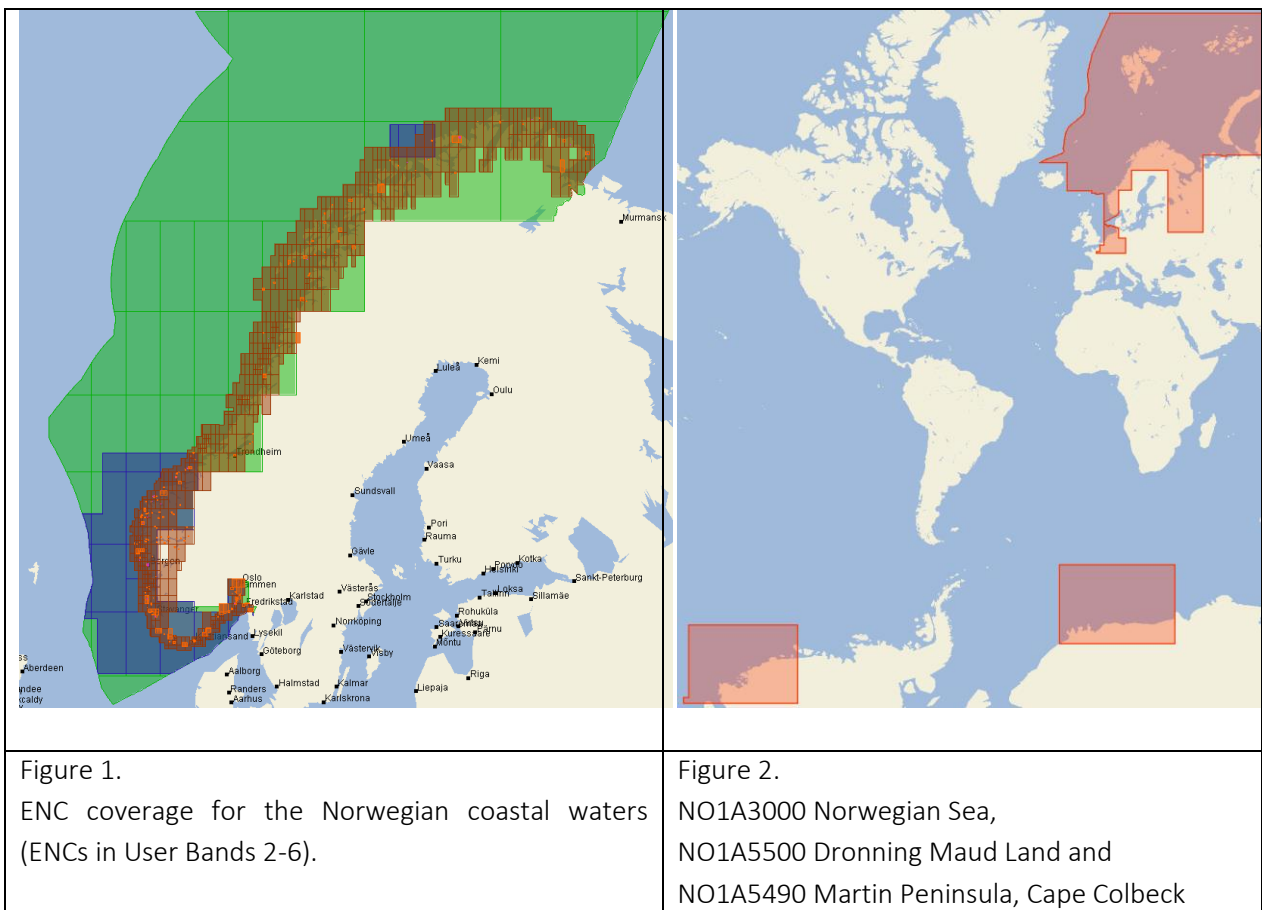 Murmansk
Kemi
Luleå
Oulu
Umeå
Vaasa
Trondheim
Sundsvall
Pori
Rauma
Gävle
Turku
Kotka
Helsinki
Sankt-Peterburg
Oslo
Fredrikstad
Karlstad
Västerås
Stockholm
Södertälje
Tallinn
Loksa
Sillamäe
Rohuküla
Norrköping
Kuressaare
Pärnu
Mõntu
Lysekil
Göteborg
Västervik
Visby
Aberdeen
Aalborg
Riga
Randers
Halmstad
Kalmar
Liepaja
Aarhus
Karlskrona
Figure 1.
ENC coverage for the Norwegian coastal waters
(ENCs in User Bands 2-6).
Figure 2.
NO1A3000 Norwegian Sea,
NO1A5500 Dronning Maud Land and
NO1A5490 Martin Peninsula, Cape Colbeck